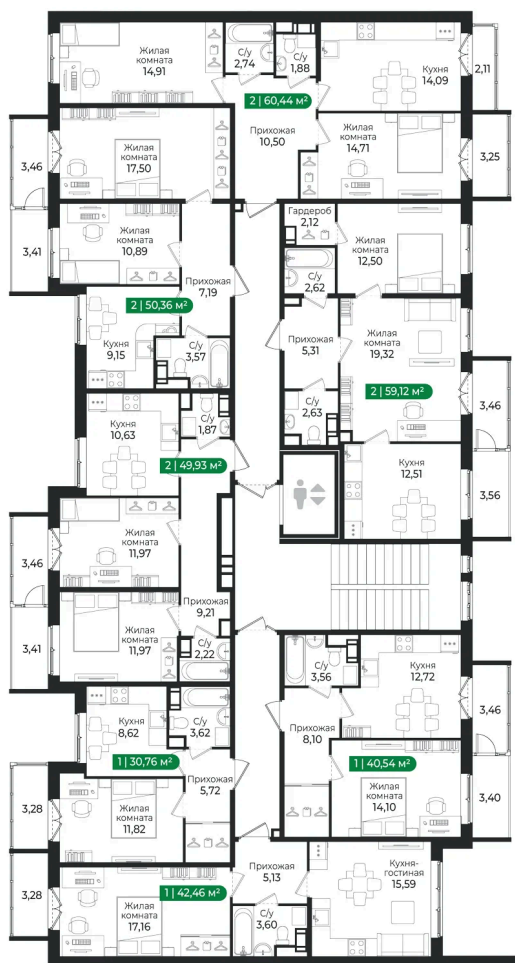 Жилая
комната
14,91
С/у
2,74
С/у
1,88
Кухня
14,09
2,11
2 | 60,44 м²
Прихожая
10,50
Жилая
комната
14,71
3,25
3,46
Жилая
комната
17,50
Гардероб
2,12
Жилая
комната
12,50
3,41
Жилая
комната
10,89
Прихожая
7,19
С/у
2,62
2 | 50,36 м²
Кухня
9,15
С/у
3,57
Прихожая
5,31
Жилая
комната
19,32
2 | 59,12 м²
3,46
С/у
2,63
Кухня
10,63
С/у
1,87
2 | 49,93 м²
Кухня
12,51
3,56
3,46
Жилая
комната
11,97
Прихожая
9,21
3,41
Жилая
комната
11,97
С/у
2,22
С/у
3,56
Кухня
12,72
3,46
Прихожая
8,10
Кухня
8,62
С/у
3,62
1 | 30,76 м²
Прихожая
5,72
1 | 40,54 м²
Жилая
комната
14,10
3,40
3,28
Жилая
комната
11,82
3,28
1 | 42,46 м²
Жилая
комната
17,16
Прихожая
5,13
С/у
3,60
Кухня-
гостиная
15,59